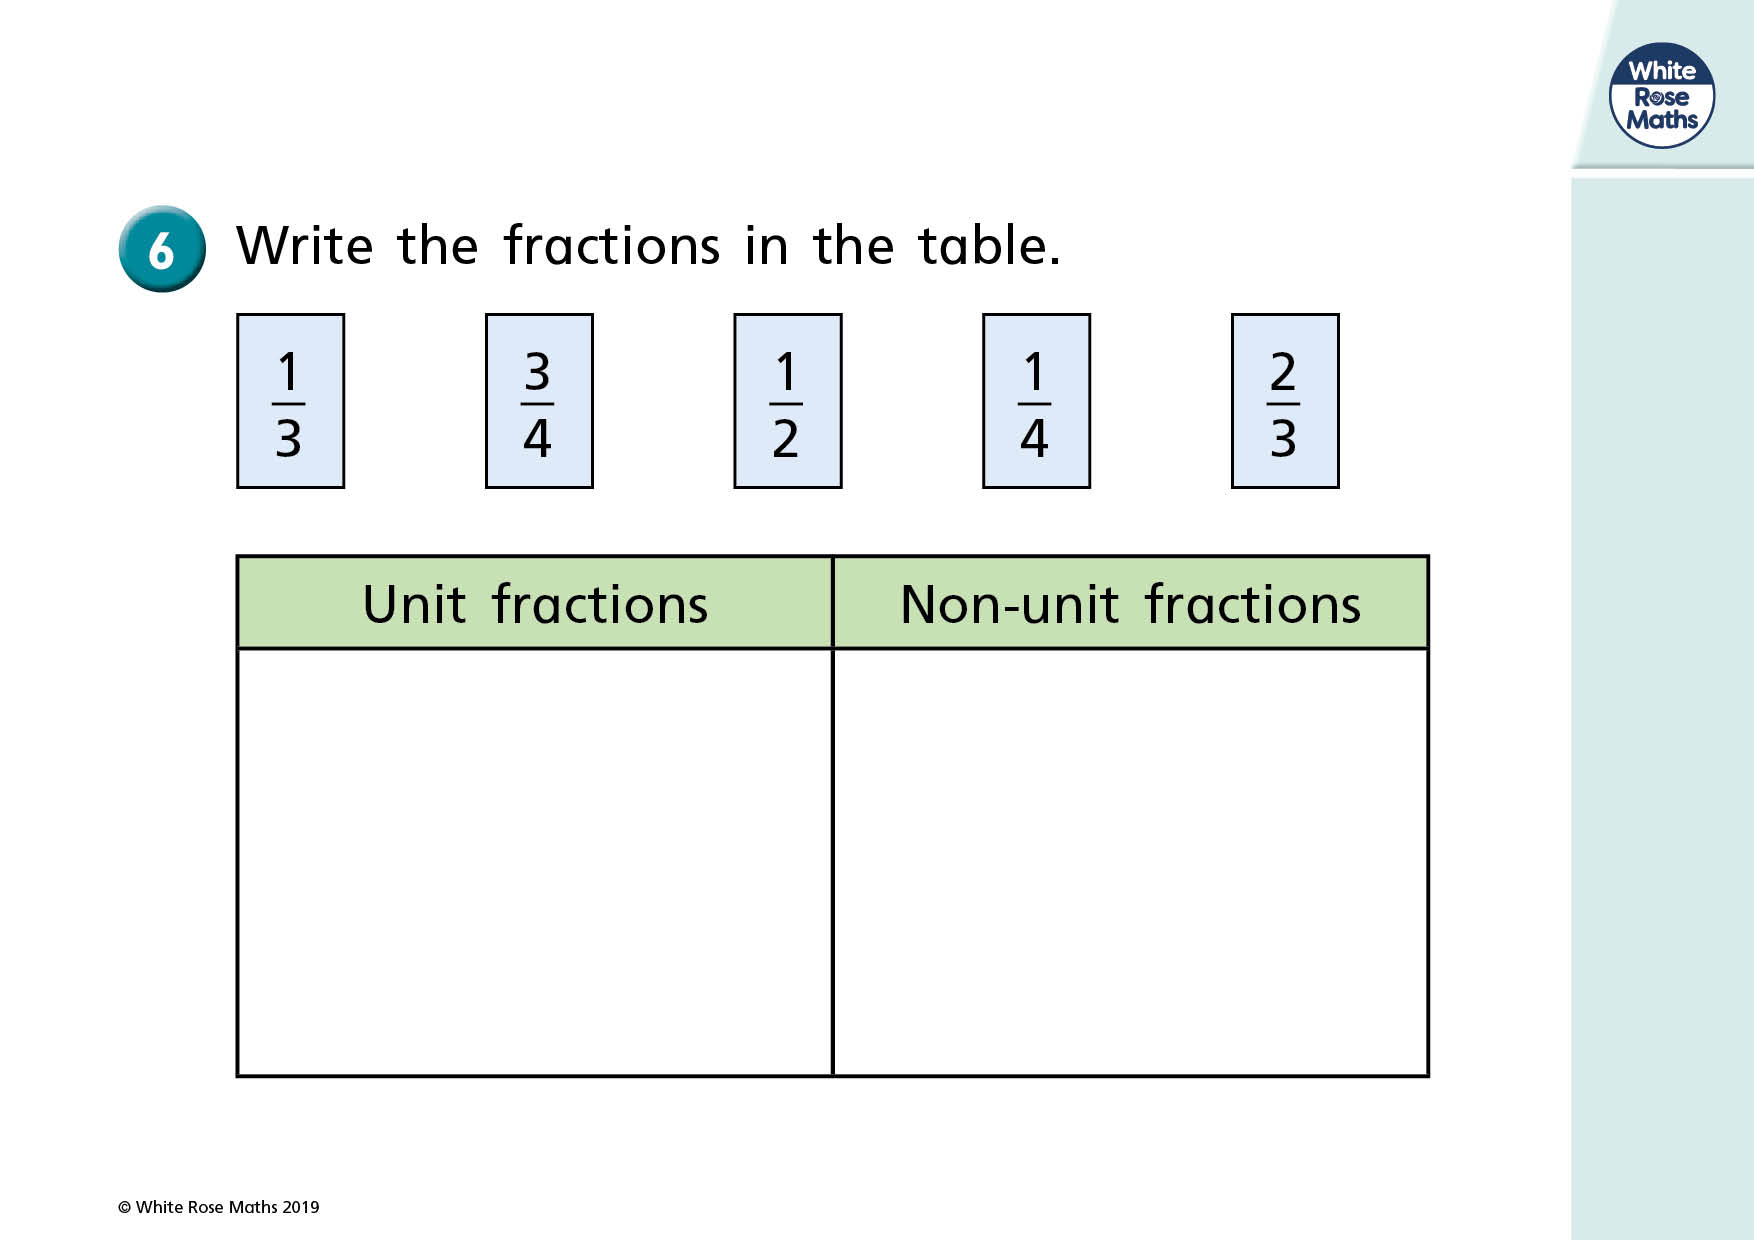 White
Rose
Maths
6 Write the fractions in the table.
1/3 3/4 1/2 1/4 2/3
Unit fractions Non-unit fractions
© White Rose Maths 2019